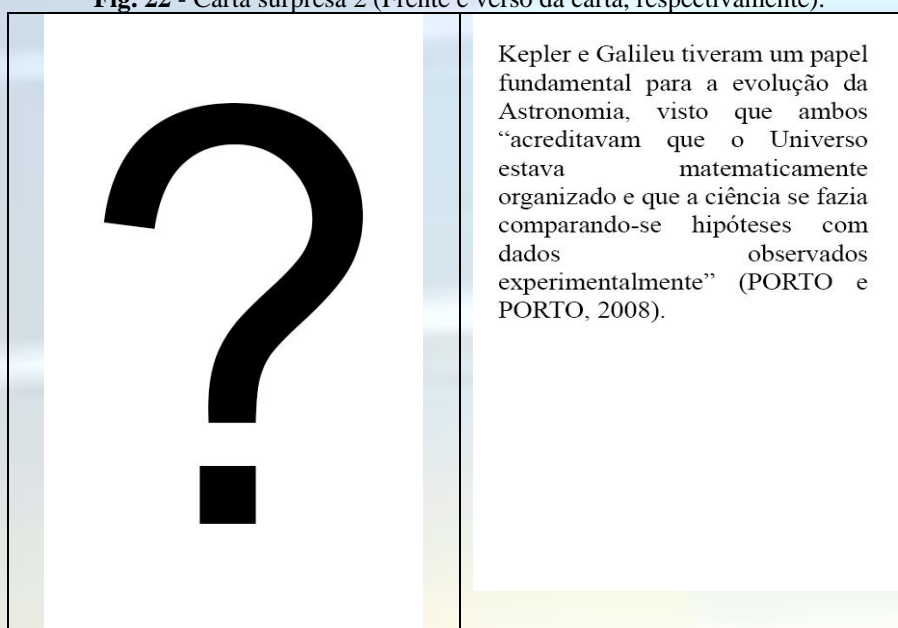 Fig. 22 - Carta surpresa 2 (Frente e verso da carta, respectivamente).
?
Kepler e Galileu tiveram um papel
fundamental para a evolução da
Astronomia, visto que ambos
“acreditavam que o Universo
estava matematicamente
organizado e que a ciência se fazia
comparando-se hipóteses com
dados observados
experimentalmente” (PORTO e
PORTO, 2008).